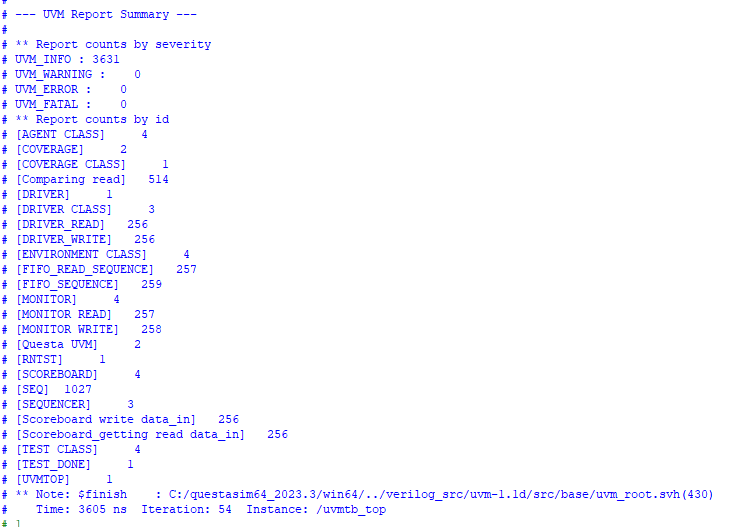 #
# --- UVM Report Summary ---
#
# ** Report counts by severity
# UVM_INFO : 3631
# UVM_WARNING :    0
# UVM_ERROR :    0
# UVM_FATAL :    0
# ** Report counts by id
# [AGENT CLASS]     4
# [COVERAGE]     2
# [COVERAGE CLASS]     1
# [Comparing read]   514
# [DRIVER]     1
# [DRIVER CLASS]     3
# [DRIVER_READ]   256
# [DRIVER_WRITE]   256
# [ENVIRONMENT CLASS]     4
# [FIFO_READ_SEQUENCE]   257
# [FIFO_SEQUENCE]   259
# [MONITOR]     4
# [MONITOR READ]   257
# [MONITOR WRITE]   258
# [Questa UVM]     2
# [RNTST]     1
# [SCOREBOARD]     4
# [SEQ]  1027
# [SEQUENCER]     3
# [Scoreboard write data_in]   256
# [Scoreboard_getting read data_in]   256
# [TEST CLASS]     4
# [TEST_DONE]     1
# [UVMTOP]     1
# ** Note: $finish    : C:/questasim64_2023.3/win64/../verilog_src/uvm-1.1d/src/base/uvm_root.svh(430)
#    Time: 3605 ns  Iteration: 54  Instance: /uvmtb_top
# 1